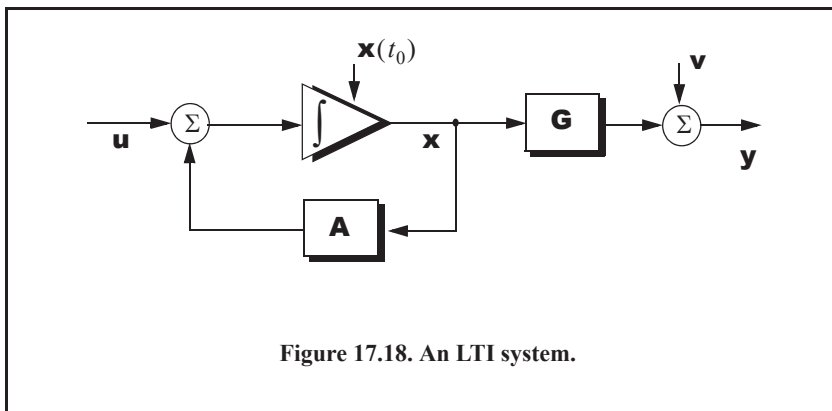 x(t₀)
v
Σ
∫
G
Σ
u
x
y
A
Figure 17.18. An LTI system.